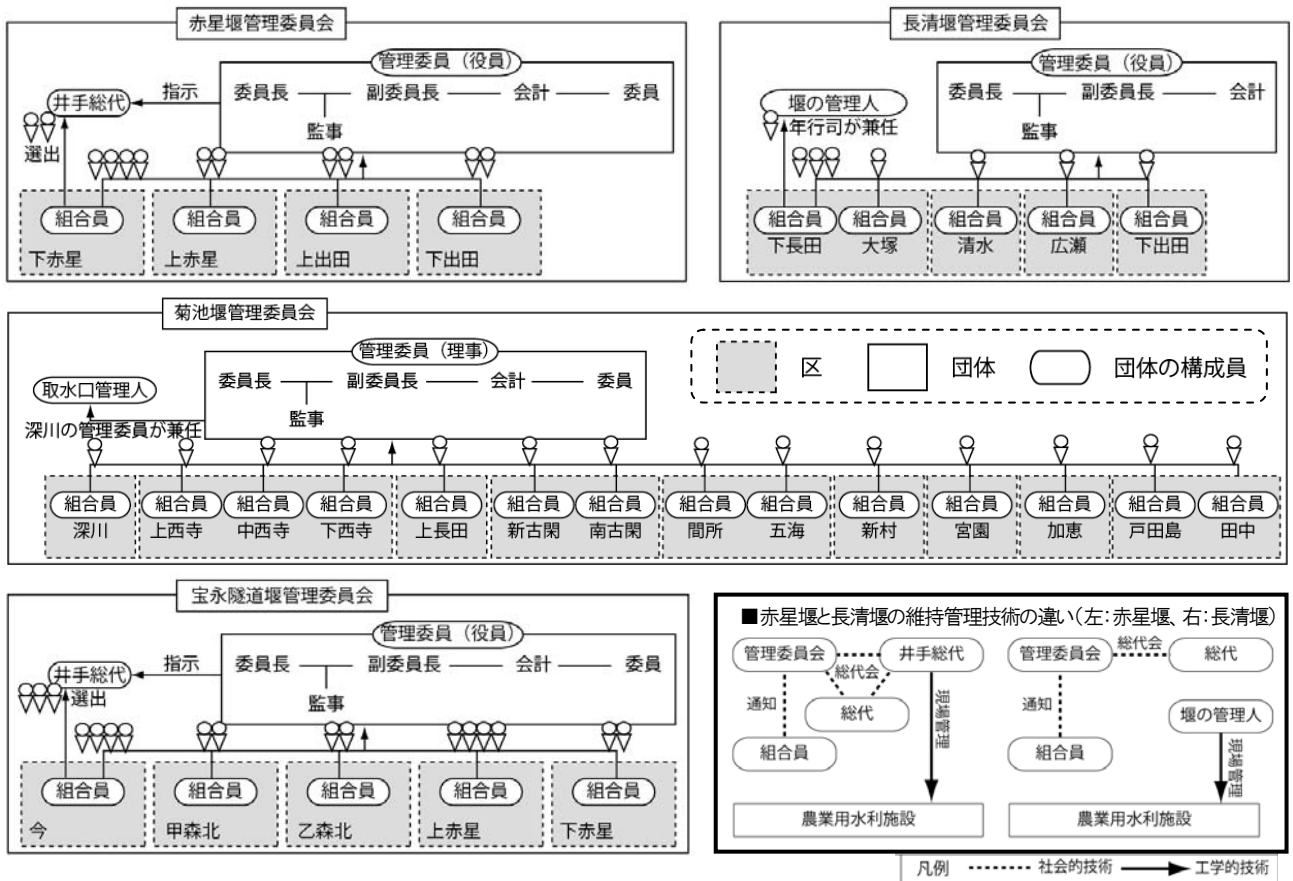 赤星堰管理委員会
管理委員（役員）
井手総代
指示
委員長
副委員長
会計
委員
監事
選出
組合員
組合員
組合員
組合員
下赤星
上赤星
上出田
下出田
長清堰管理委員会
管理委員（役員）
堰の管理人
年行司が兼任
委員長
副委員長
会計
監事
組合員
組合員
組合員
組合員
組合員
下長田
大塚
清水
広瀬
下出田
菊池堰管理委員会
管理委員（理事）
取水口管理人
深川の管理委員が兼任
委員長
副委員長
会計
委員
監事
区
団体
団体の構成員
組合員
組合員
組合員
組合員
組合員
組合員
組合員
組合員
組合員
組合員
組合員
組合員
組合員
組合員
深川
上西寺
中西寺
下西寺
上長田
新古閑
南古閑
間所
五海
新村
宮園
加恵
戸田島
田中
宝永隧道堰管理委員会
管理委員（役員）
井手総代
指示
委員長
副委員長
会計
委員
監事
選出
組合員
組合員
組合員
組合員
組合員
今
甲森北
乙森北
上赤星
下赤星
■赤星堰と長清堰の維持管理技術の違い（左：赤星堰、右：長清堰）
管理委員会
井手総代
総代会
総代
通知
組合員
現場管理
農業用水利施設
管理委員会
総代会
総代
通知
組合員
堰の管理人
現場管理
農業用水利施設
凡例
社会的技術
工学的技術